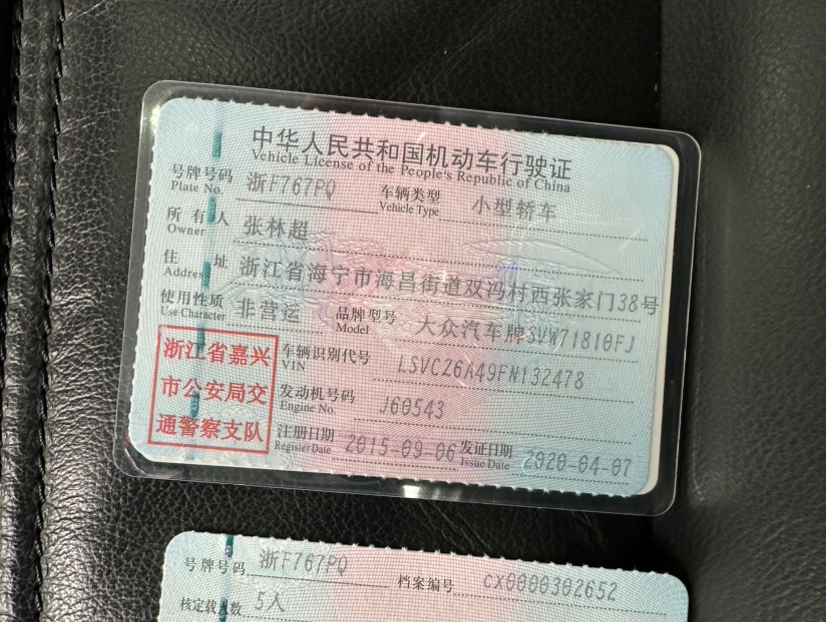 中华人民共和国机动车行驶证
Vehicle License of the People's Republic of China
号牌号码 浙F767PQ 车辆类型 小型轿车
Plate No. Vehicle Type
所有人 张林超
Owner
住址 浙江省海宁市海昌街道双冯村西张家门38号
Address
使用性质 非营运 品牌型号 大众汽车牌SVW71810FJ
Use Character Model
浙江省嘉兴
市公安局交
通警察支队
车辆识别代号 LSVC26A49FN132478
VIN
发动机号码 J60543
Engine No.
注册日期 2015-09-06 发证日期 2020-04-07
Register Date Issue Date
号牌号码 浙F767PQ 档案编号 cx0000302652
核定载人数 5人